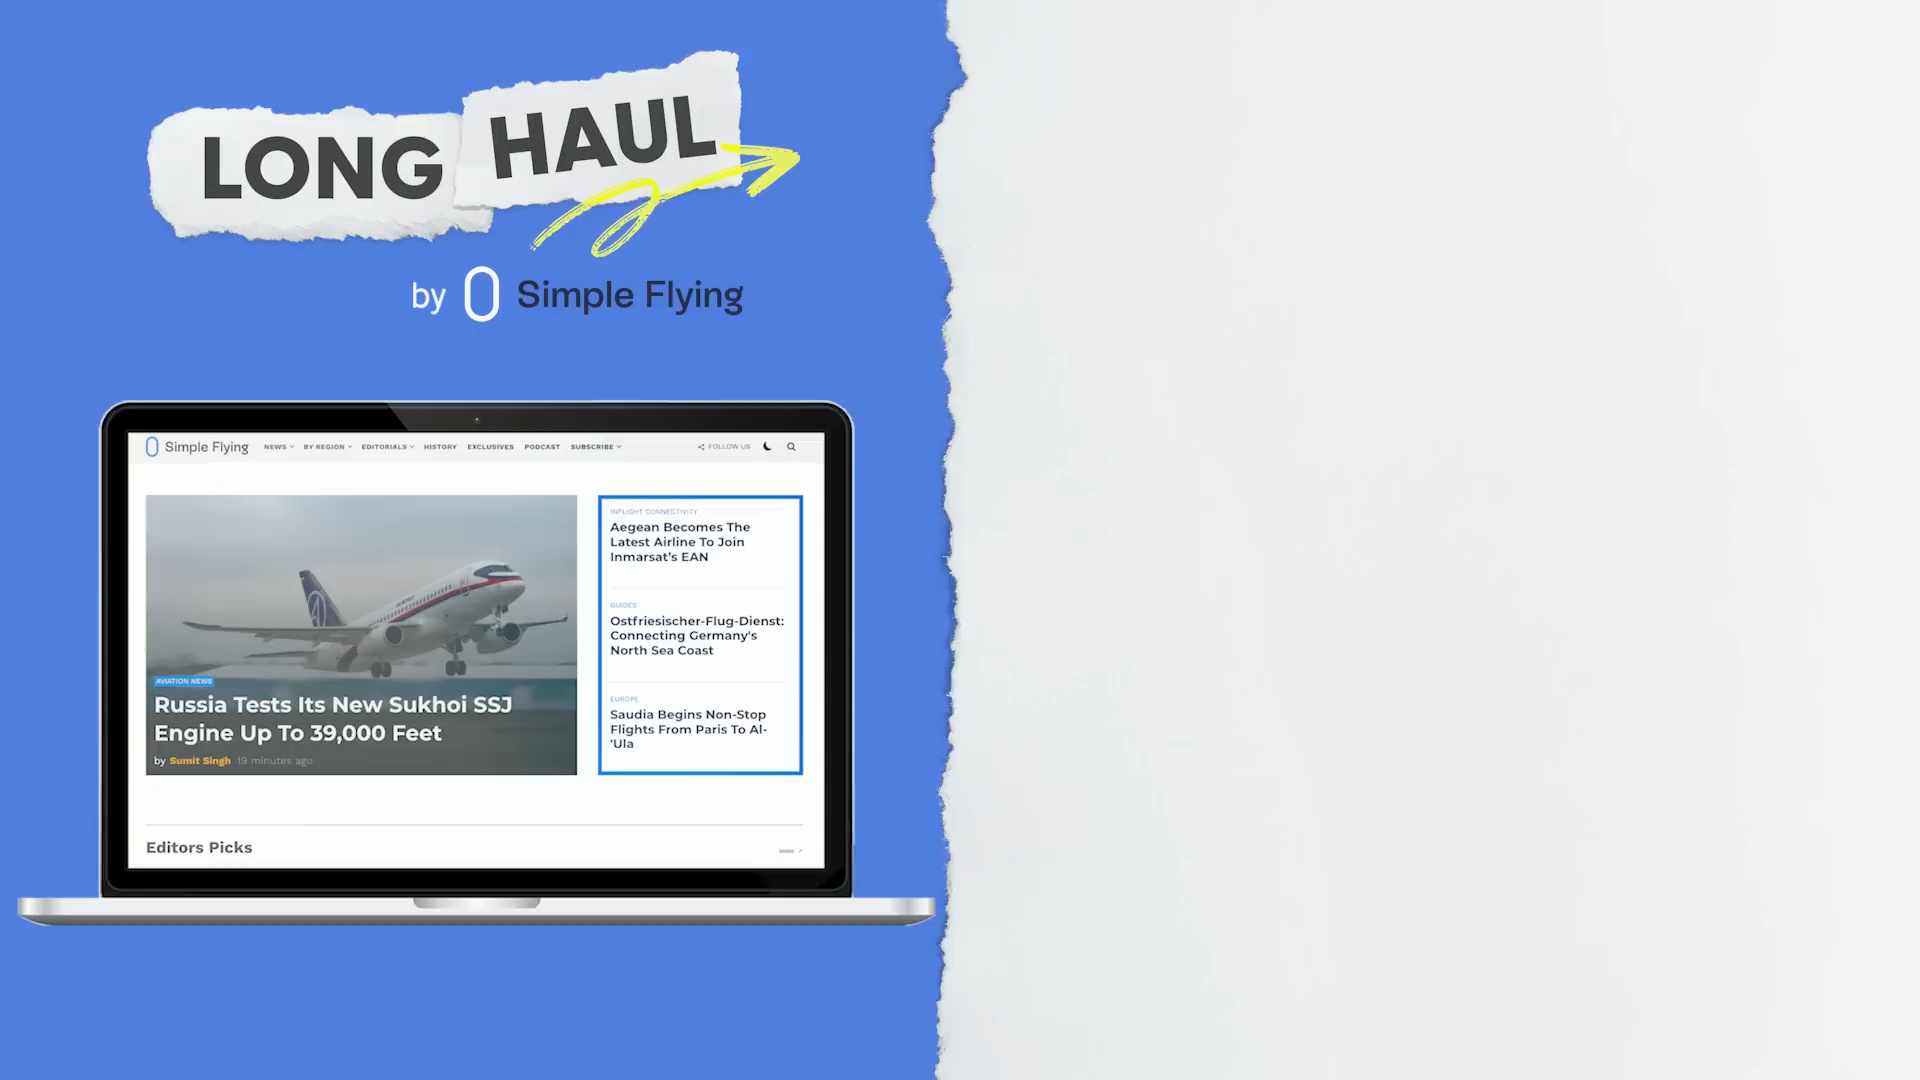 LONG HAUL
by Simple Flying
Simple Flying NEWS BY REGION EDITORIALS HISTORY EXCLUSIVES PODCAST SUBSCRIBE FOLLOW US
AVIATION NEWS
Russia Tests Its New Sukhoi SSJ
Engine Up To 39,000 Feet
by Sumit Singh 19 minutes ago
INFLIGHT CONNECTIVITY
Aegean Becomes The
Latest Airline To Join
Inmarsat's EAN
GUIDES
Ostfriesischer-Flug-Dienst:
Connecting Germany's
North Sea Coast
EUROPE
Saudia Begins Non-Stop
Flights From Paris To Al-
'Ula
Editors Picks
MORE